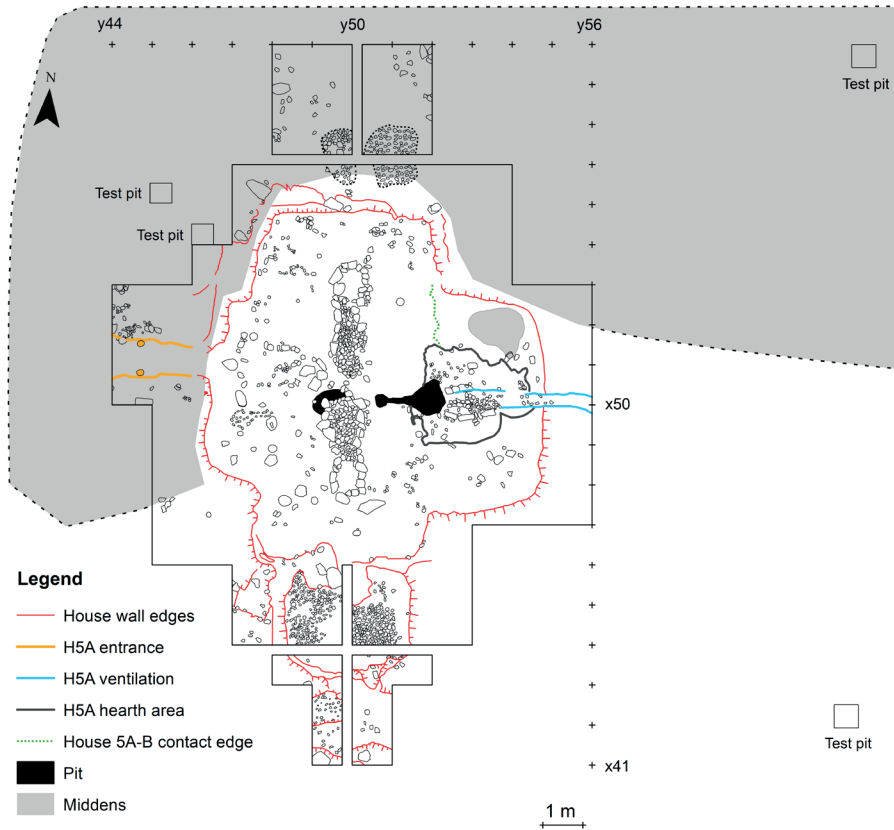 y44
y50
y56
Test pit
N
Test pit
Test pit
x50
Legend
House wall edges
H5A entrance
H5A ventilation
H5A hearth area
House 5A-B contact edge
Pit
Middens
Test pit
x41
1 m